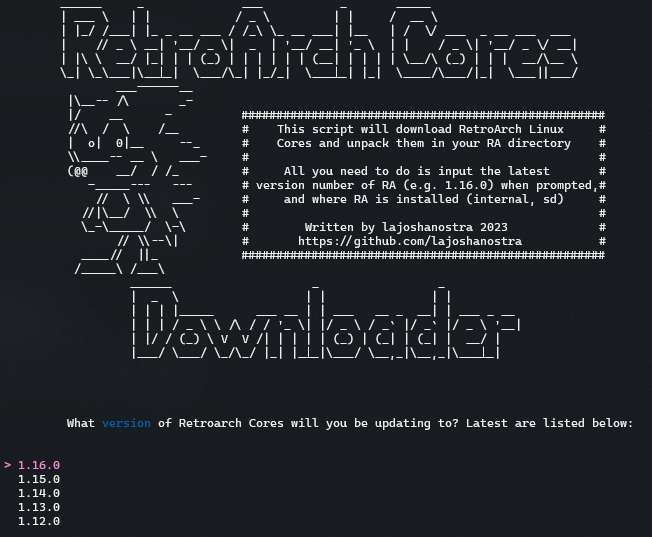 RetroArch Cores
This script will download RetroArch Linux
Cores and unpack them in your RA directory
All you need to do is input the latest
version number of RA (e.g. 1.16.0) when prompted,
and where RA is installed (internal, sd)
Written by lajoshanostra 2023
https://github.com/lajoshanostra
Downloader
What version of Retroarch Cores will you be updating to? Latest are listed below:
> 1.16.0
1.15.0
1.14.0
1.13.0
1.12.0